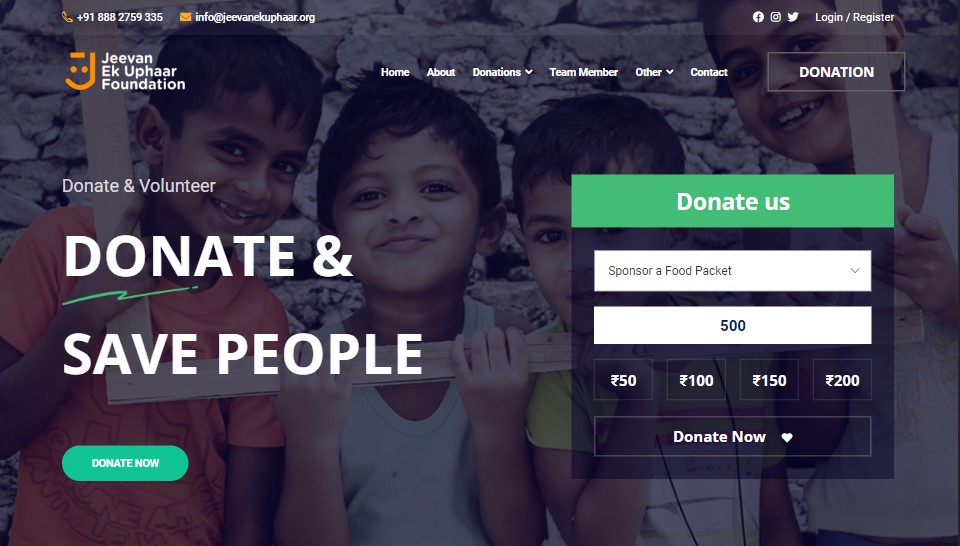 +91 888 2759 335
info@jeevanekuphaar.org
Login / Register
Jeevan
Ek Uphaar
Foundation
Home
About
Donations
Team Member
Other
Contact
DONATION
Donate & Volunteer
DONATE &
SAVE PEOPLE
DONATE NOW
Donate us
Sponsor a Food Packet
500
₹50
₹100
₹150
₹200
Donate Now